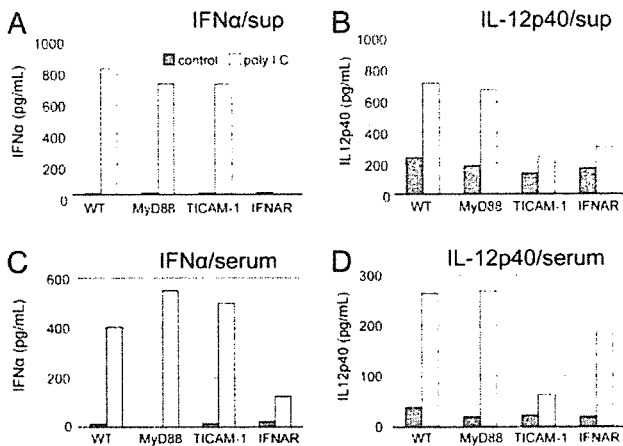 A
IFNα/sup
IFNα (pg/mL)
1000
800
600
400
200
0
control
poly I C
WT
MyD88
TICAM-1
IFNAR
B
IL-12p40/sup
IL12p40 (pg/mL)
1000
800
600
400
200
0
WT
MyD88
TICAM-1
IFNAR
C
IFNα/serum
IFNα (pg/mL)
600
400
200
0
WT
MyD88
TICAM-1
IFNAR
D
IL-12p40/serum
IL12p40 (pg/mL)
300
200
100
0
WT
MyD88
TICAM-1
IFNAR